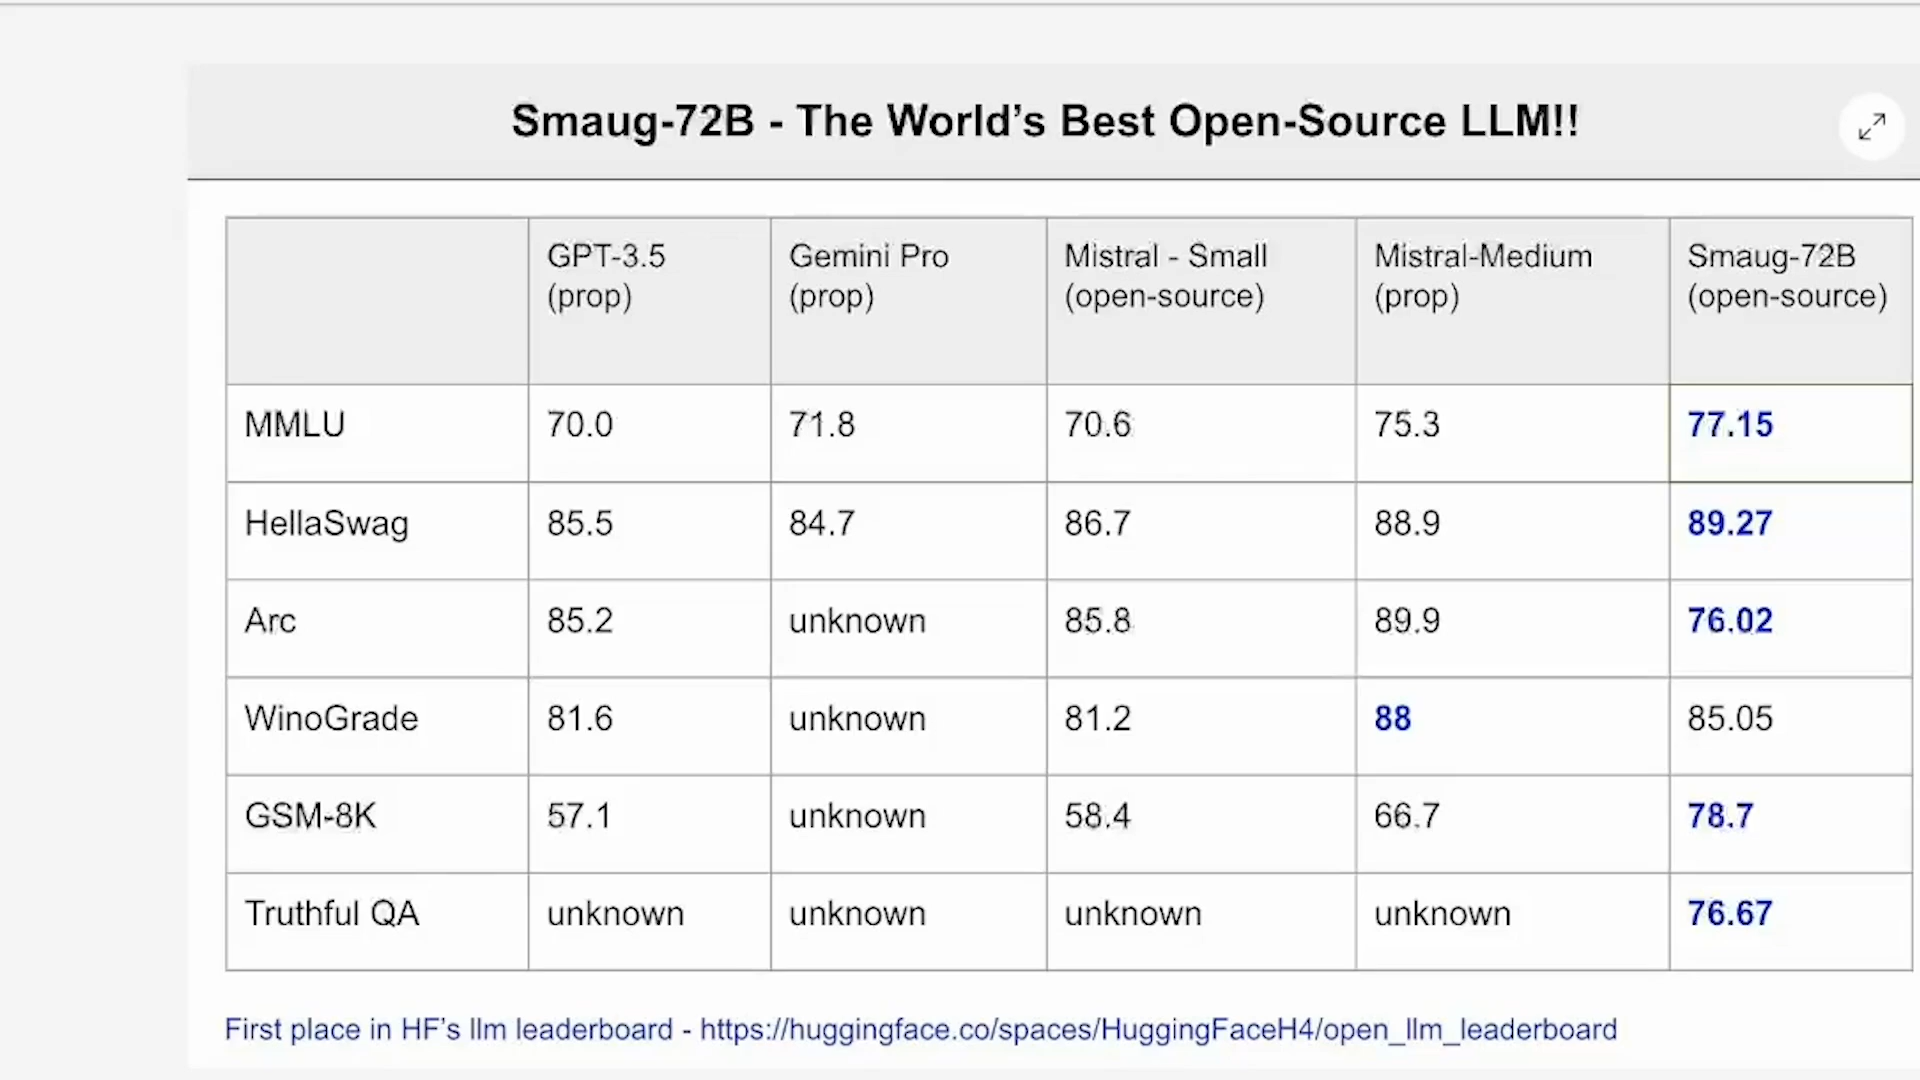 Smaug-72B - The World's Best Open-Source LLM!!
GPT-3.5 (prop) Gemini Pro (prop) Mistral - Small (open-source) Mistral-Medium (prop) Smaug-72B (open-source)
MMLU 70.0 71.8 70.6 75.3 77.15
HellaSwag 85.5 84.7 86.7 88.9 89.27
Arc 85.2 unknown 85.8 89.9 76.02
WinoGrade 81.6 unknown 81.2 88 85.05
GSM-8K 57.1 unknown 58.4 66.7 78.7
Truthful QA unknown unknown unknown unknown 76.67
First place in HF's llm leaderboard - https://huggingface.co/spaces/HuggingFaceH4/open_llm_leaderboard